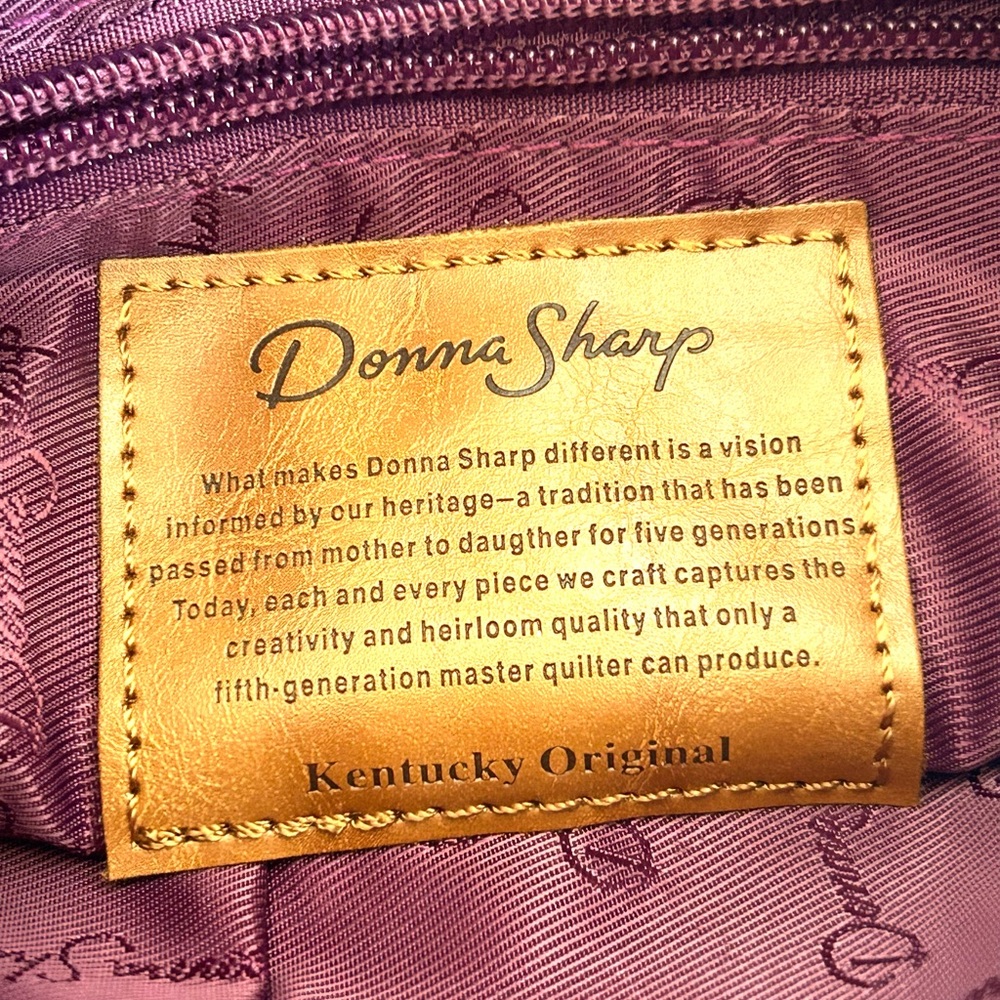 Donna Sharp
What makes Donna Sharp different is a vision
informed by our heritage—a tradition that has been
passed from mother to daugther for five generations.
Today, each and every piece we craft captures the
creativity and heirloom quality that only a
fifth-generation master quilter can produce.
Kentucky Original
Donna